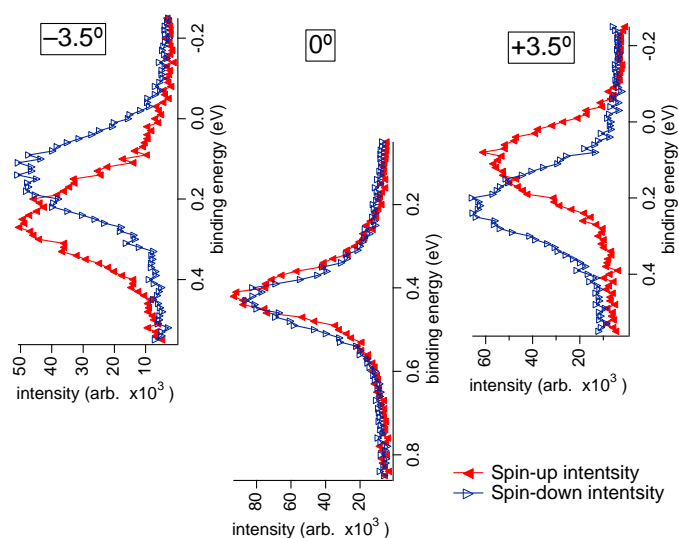 −3.5º
0º
+3.5º
-0.2
0.0
0.2
0.4
binding energy (eV)
50
40
30
20
10
intensity (arb. x10³ )
0.2
0.4
0.6
0.8
binding energy (eV)
80
60
40
20
intensity (arb. x10³ )
-0.2
0.0
0.2
0.4
binding energy (eV)
60
40
20
intensity (arb. x10³ )
Spin-up intentsity
Spin-down intentsity